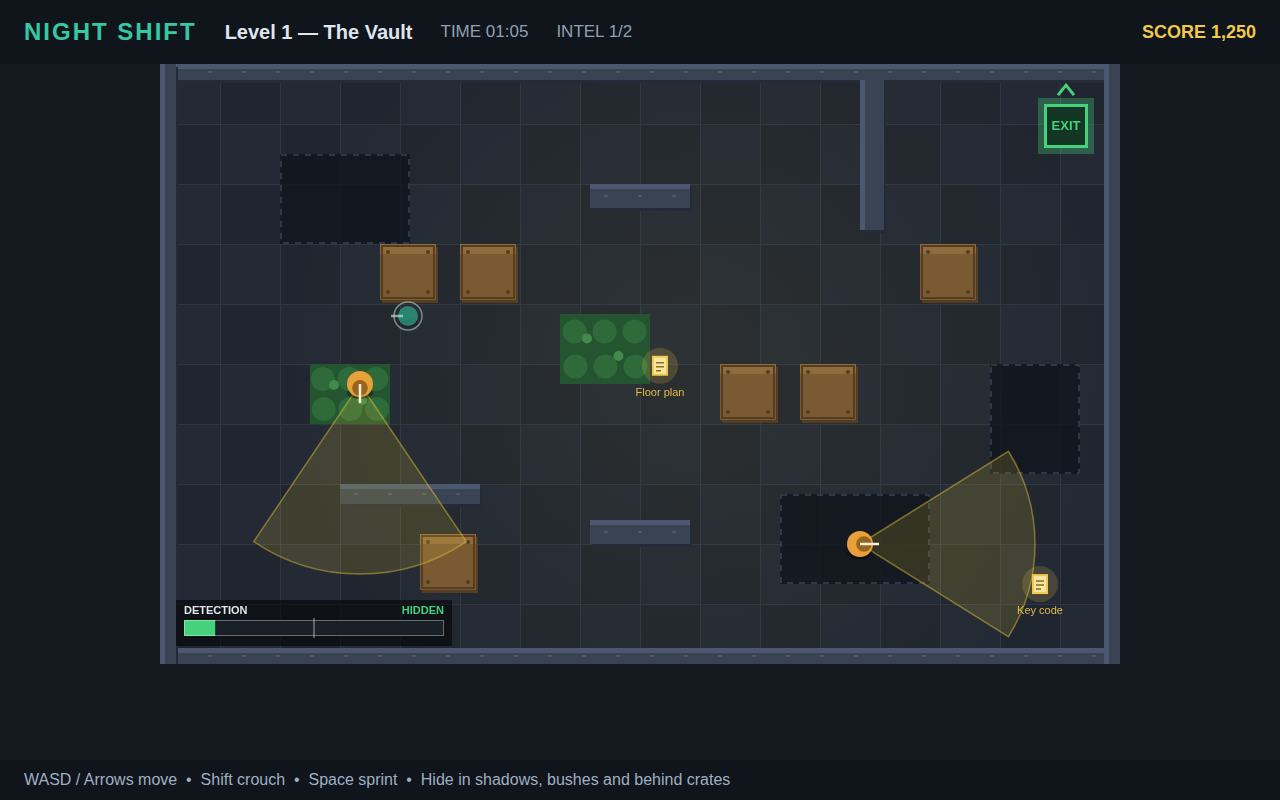 NIGHT SHIFT Level 1 — The Vault TIME 01:05 INTEL 1/2 SCORE 1,250
EXIT
Floor plan
Key code
DETECTION HIDDEN
WASD / Arrows move • Shift crouch • Space sprint • Hide in shadows, bushes and behind crates